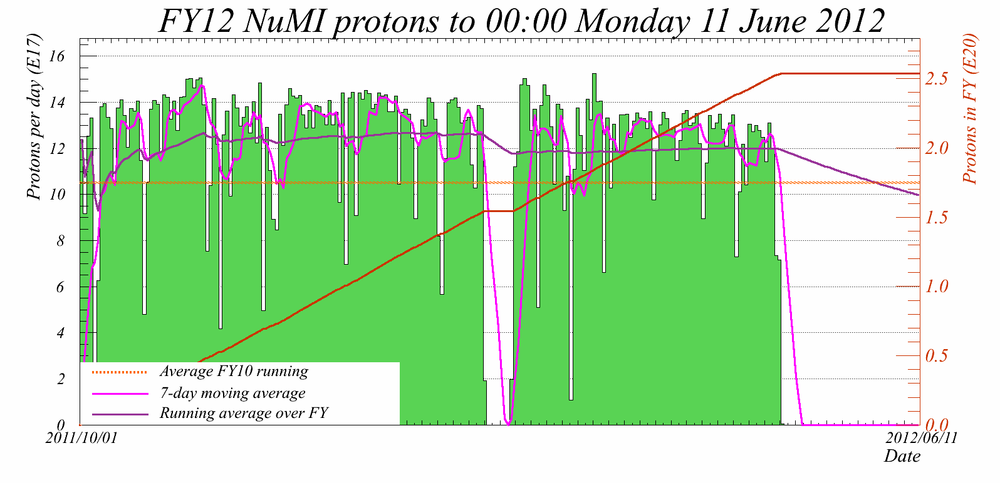 FY12 NuMI protons to 00:00 Monday 11 June 2012
Protons per day (E17)
16
14
12
10
8
6
4
2
0
Protons in FY (E20)
2.5
2.0
1.5
1.0
0.5
0.0
Average FY10 running
7-day moving average
Running average over FY
2011/10/01
2012/06/11
Date